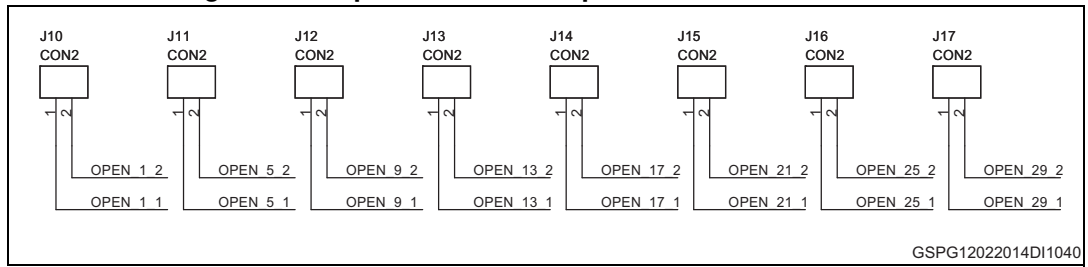 J10 J11 J12 J13 J14 J15 J16 J17
CON2 CON2 CON2 CON2 CON2 CON2 CON2 CON2
1 2 1 2 1 2 1 2 1 2 1 2 1 2 1 2
OPEN_1_2 OPEN_5_2 OPEN_9_2 OPEN_13_2 OPEN_17_2 OPEN_21_2 OPEN_25_2 OPEN_29_2
OPEN_1_1 OPEN_5_1 OPEN_9_1 OPEN_13_1 OPEN_17_1 OPEN_21_1 OPEN_25_1 OPEN_29_1
GSPG12022014DI1040